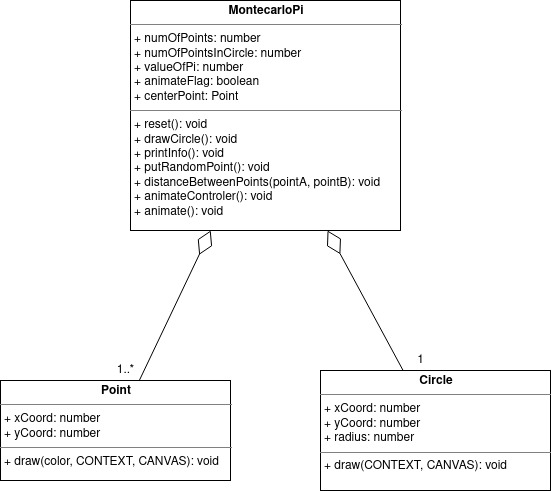 MontecarloPi
+ numOfPoints: number
+ numOfPointsInCircle: number
+ valueOfPi: number
+ animateFlag: boolean
+ centerPoint: Point
+ reset(): void
+ drawCircle(): void
+ printInfo(): void
+ putRandomPoint(): void
+ distanceBetweenPoints(pointA, pointB): void
+ animateControler(): void
+ animate(): void
1..*
1
Point
+ xCoord: number
+ yCoord: number
+ draw(color, CONTEXT, CANVAS): void
Circle
+ xCoord: number
+ yCoord: number
+ radius: number
+ draw(CONTEXT, CANVAS): void